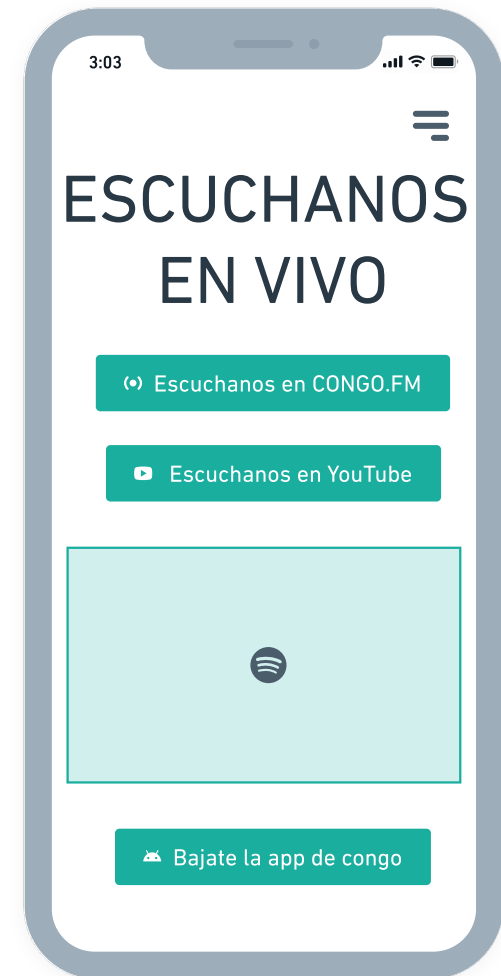 3:03
ESCUCHANOS
EN VIVO
Escuchanos en CONGO.FM
Escuchanos en YouTube
Bajate la app de congo